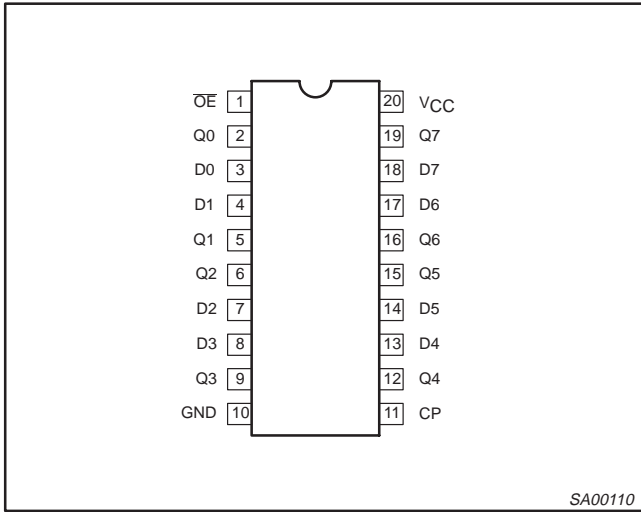 O̅E̅ 1 20 VCC
Q0 2 19 Q7
D0 3 18 D7
D1 4 17 D6
Q1 5 16 Q6
Q2 6 15 Q5
D2 7 14 D5
D3 8 13 D4
Q3 9 12 Q4
GND 10 11 CP
SA00110